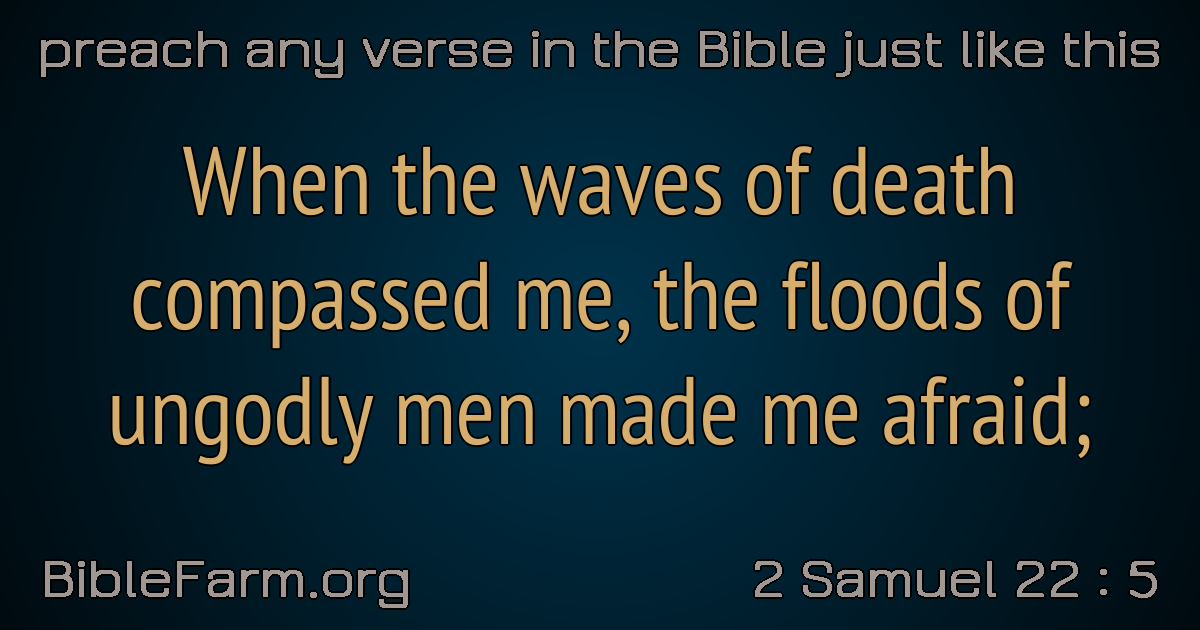 preach any verse in the Bible just like this
When the waves of death
compassed me, the floods of
ungodly men made me afraid;
BibleFarm.org
2 Samuel 22 : 5